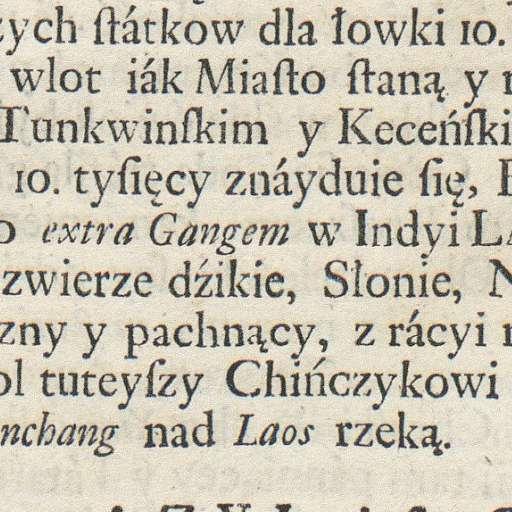 zych ſtátkow dla łowki 10.
wlot iák Miaſto ſtaną y
Tunkwinſkim y Keceńſki
10. tyſięcy znáyduie ſię,
extra Gangem w Indyi
zwierze dźikie, Słonie,
zny y pachnący, z rácyi
ol tuteyſzy Chińczykowi
nchang nad Laos rzeką.